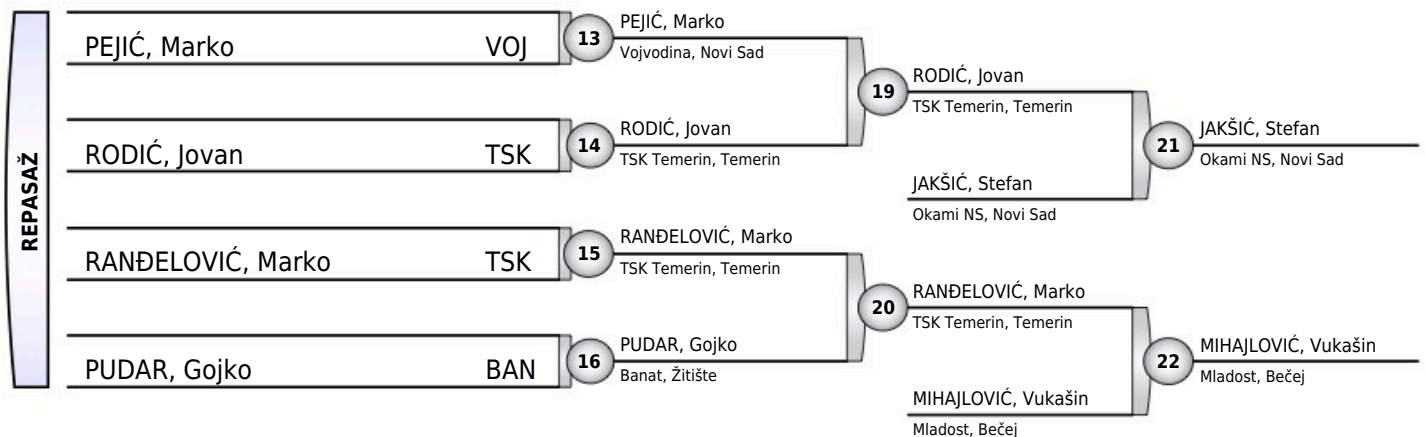 REPASAŽ
PEJIĆ, Marko VOJ
RODIĆ, Jovan TSK
RANĐELOVIĆ, Marko TSK
PUDAR, Gojko BAN
13
PEJIĆ, Marko
Vojvodina, Novi Sad
14
RODIĆ, Jovan
TSK Temerin, Temerin
15
RANĐELOVIĆ, Marko
TSK Temerin, Temerin
16
PUDAR, Gojko
Banat, Žitište
19
RODIĆ, Jovan
TSK Temerin, Temerin
JAKŠIĆ, Stefan
Okami NS, Novi Sad
20
RANĐELOVIĆ, Marko
TSK Temerin, Temerin
MIHAJLOVIĆ, Vukašin
Mladost, Bečej
21
JAKŠIĆ, Stefan
Okami NS, Novi Sad
22
MIHAJLOVIĆ, Vukašin
Mladost, Bečej